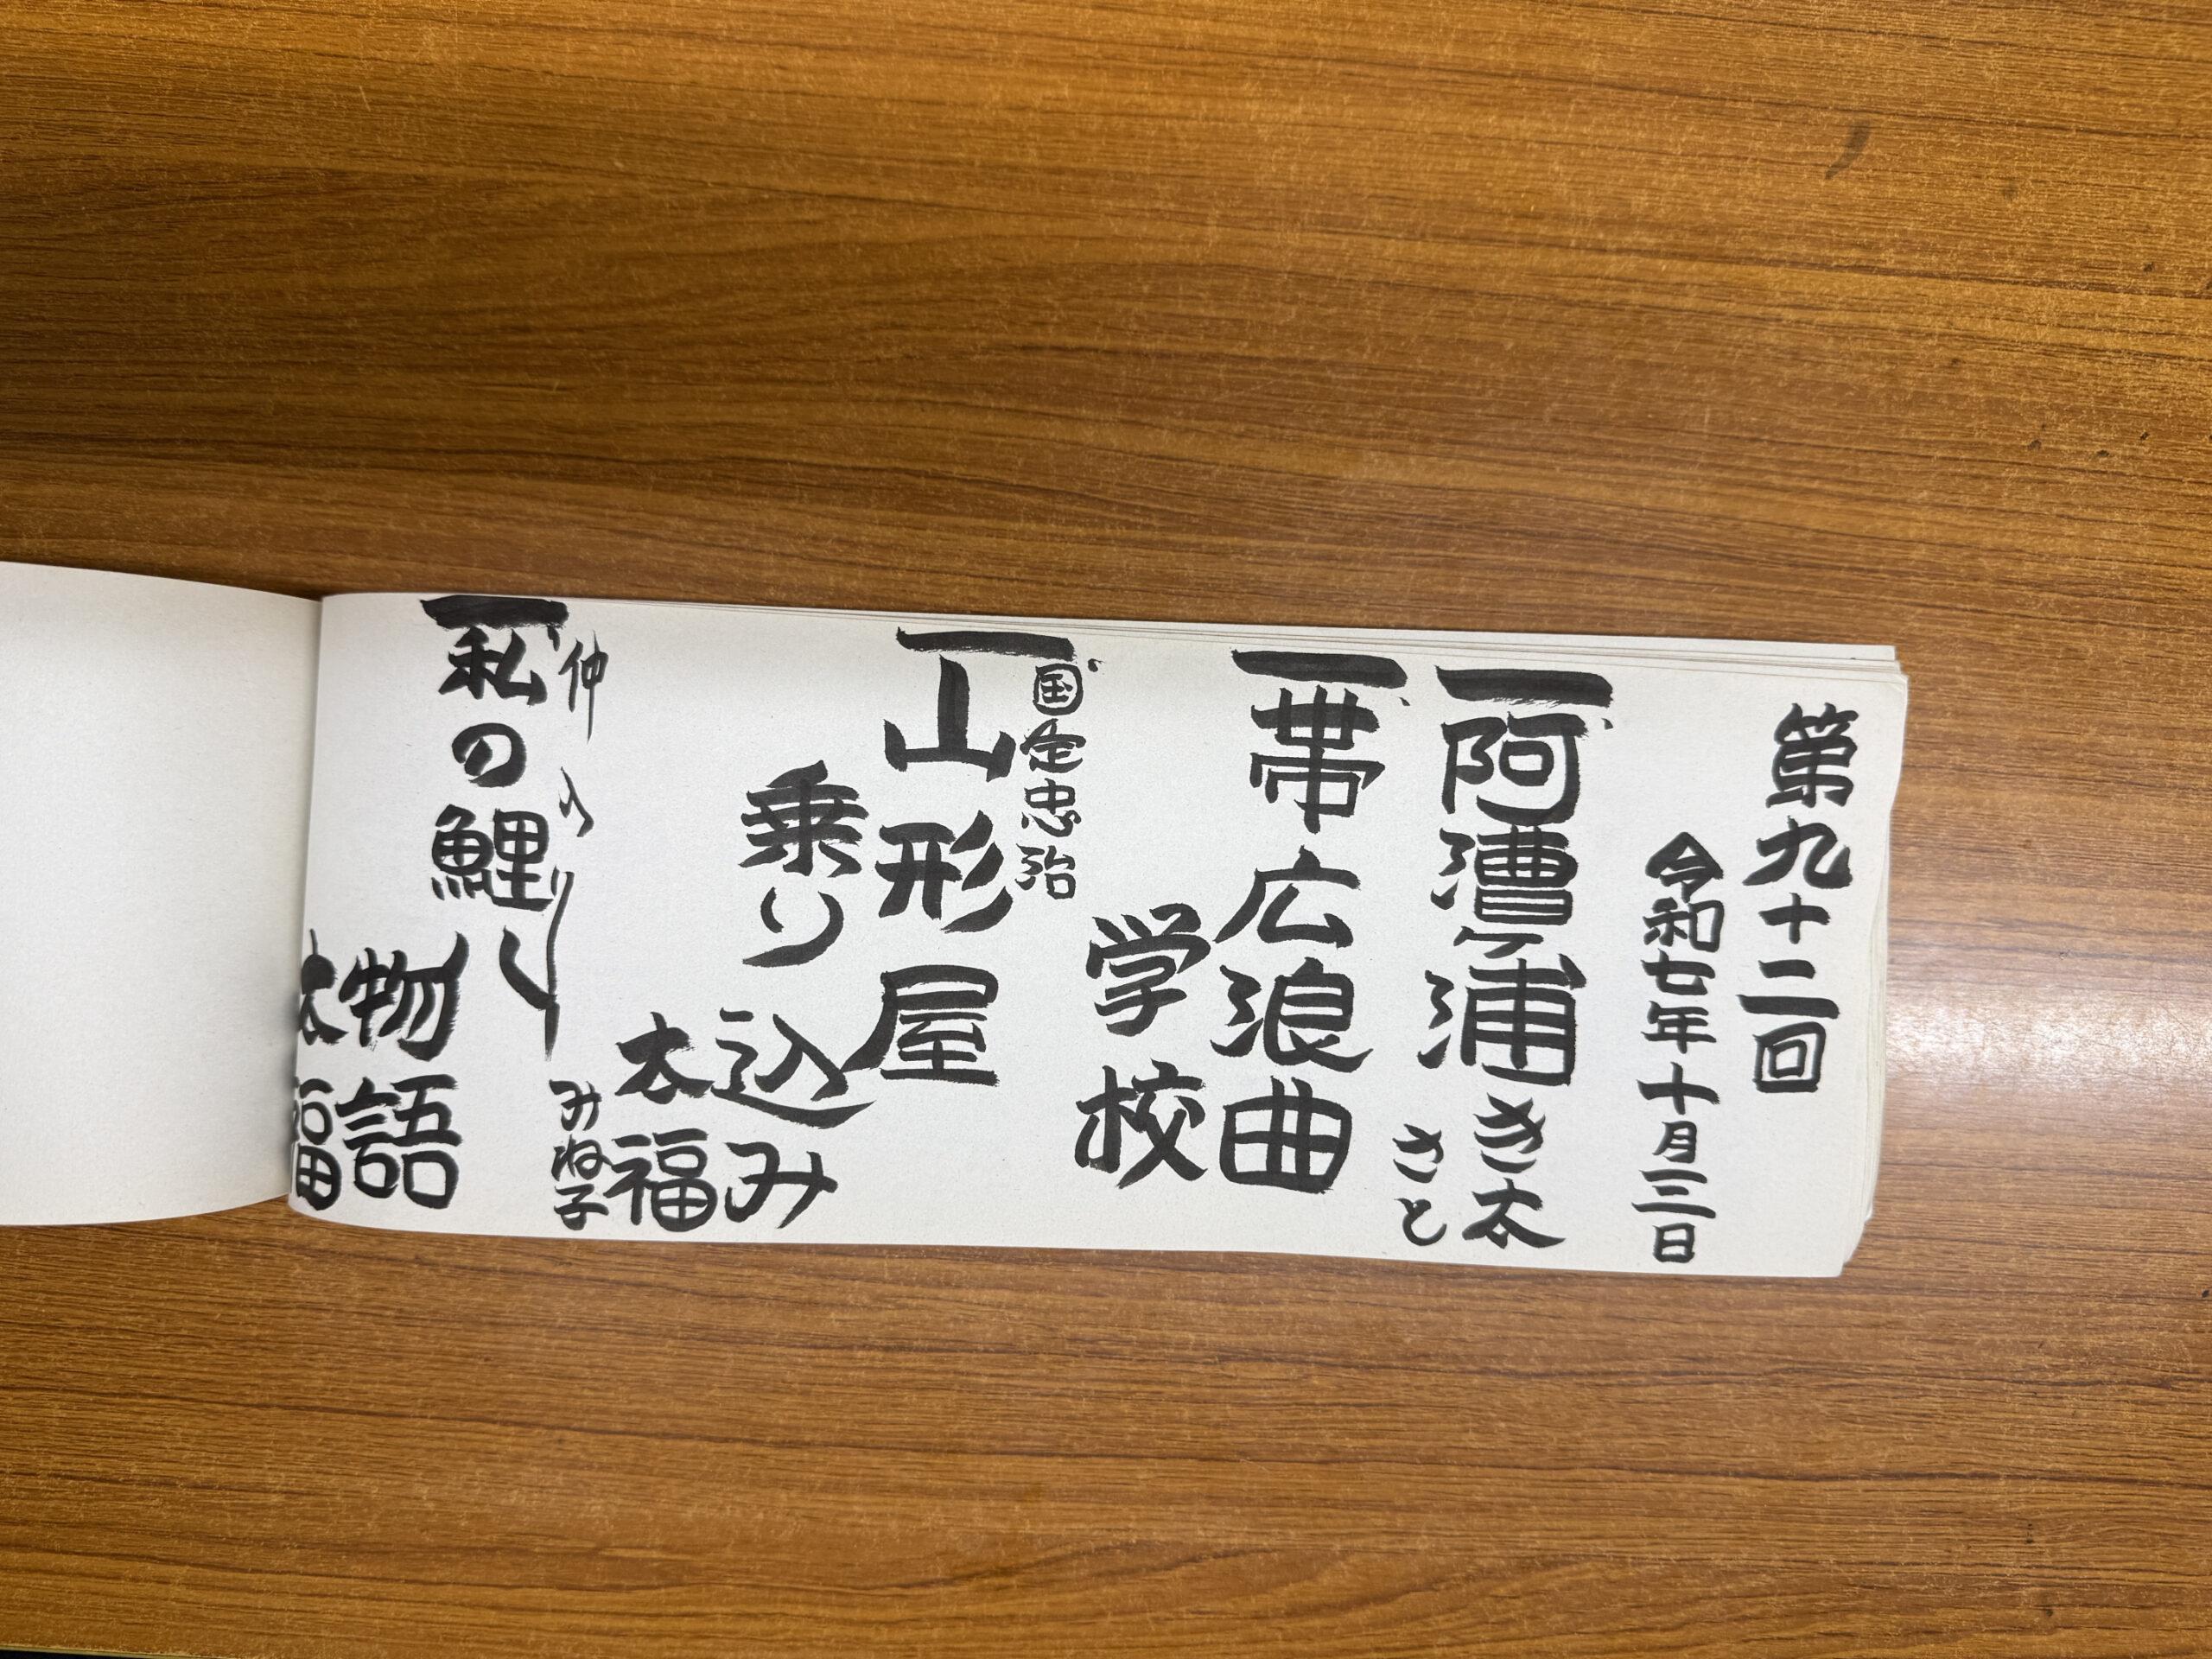 第九十二回
令和七年十月三日
一、阿漕ヶ浦 き太
さと
一、帯広浪曲
学校
一、国定忠治
山形屋
乗り込み
太福
みね子
仲入り
一、私の鯉し
物語
太福